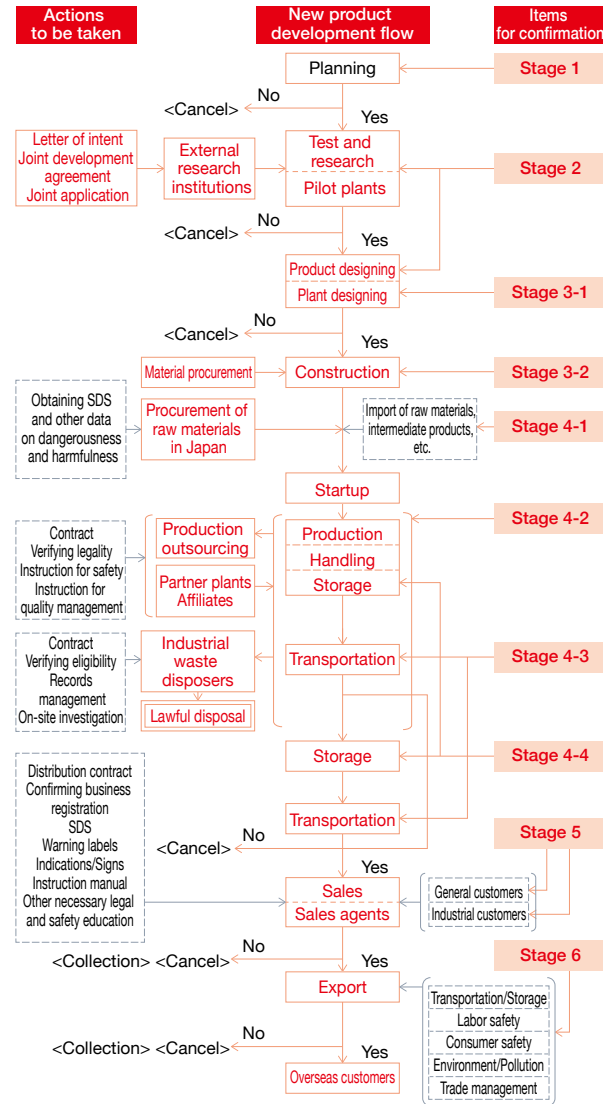 Actions
to be taken
New product
development flow
Items
for confirmation
Planning
Stage 1
No
<Cancel>
Yes
Letter of intent
Joint development
agreement
Joint application
External
research
institutions
Test and
research
Pilot plants
Stage 2
No
<Cancel>
Yes
Product designing
Plant designing
Stage 3-1
No
<Cancel>
Yes
Material procurement
Construction
Stage 3-2
Obtaining SDS
and other data
on dangerousness
and harmfulness
Procurement of
raw materials
in Japan
Import of raw materials,
intermediate products,
etc.
Stage 4-1
Startup
Stage 4-2
Contract
Verifying legality
Instruction for safety
Instruction for
quality management
Production
outsourcing
Partner plants
Affiliates
Production
Handling
Storage
Contract
Verifying eligibility
Records
management
On-site investigation
Industrial
waste
disposers
Lawful disposal
Transportation
Stage 4-3
Storage
Stage 4-4
Distribution contract
Confirming business
registration
SDS
Warning labels
Indications/Signs
Instruction manual
Other necessary legal
and safety education
Transportation
No
<Cancel>
Yes
Stage 5
Sales
Sales agents
General customers
Industrial customers
No
<Collection> <Cancel>
Yes
Stage 6
Export
Transportation/Storage
Labor safety
Consumer safety
Environment/Pollution
Trade management
No
<Collection> <Cancel>
Yes
Overseas customers